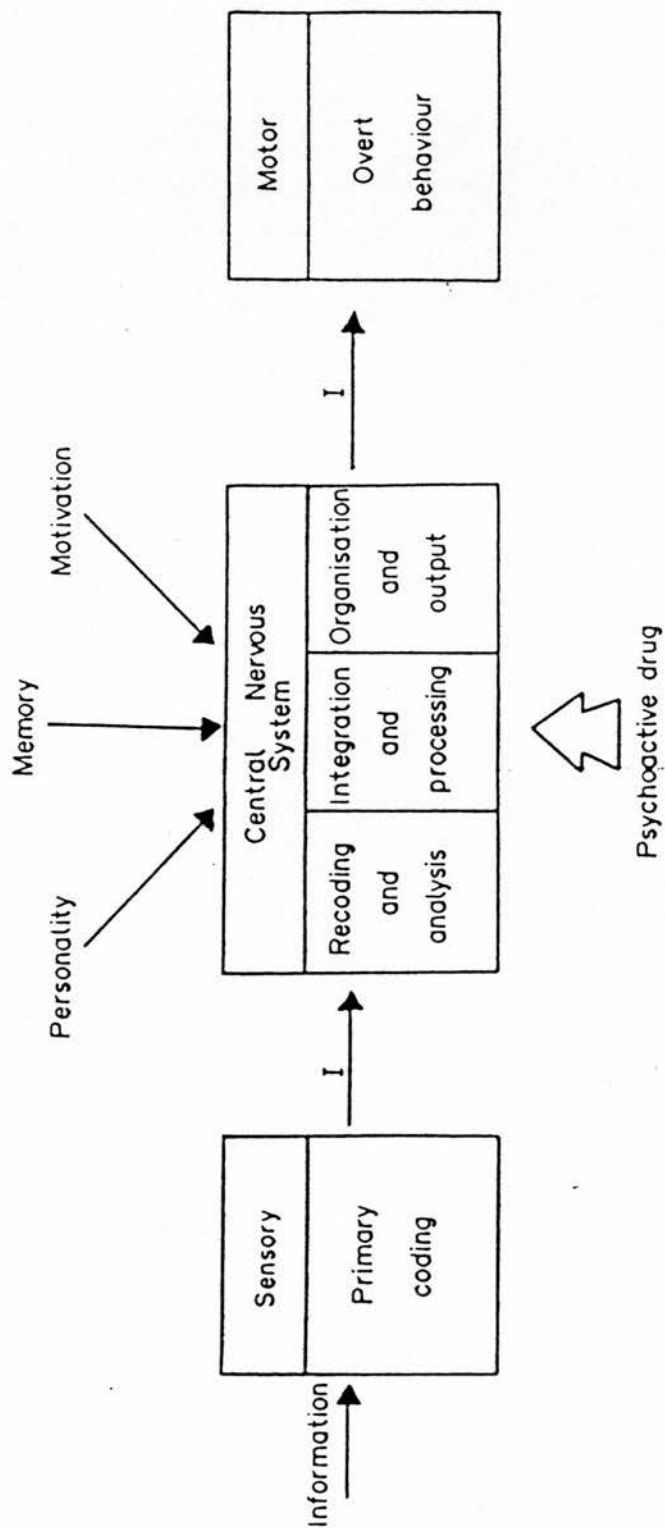 Personality
Memory
Motivation
Information
Sensory
Primary
coding
I
Central Nervous
System
Recoding
and
analysis
Integration
and
processing
Organisation
and
output
I
Motor
Overt
behaviour
Psychoactive drug